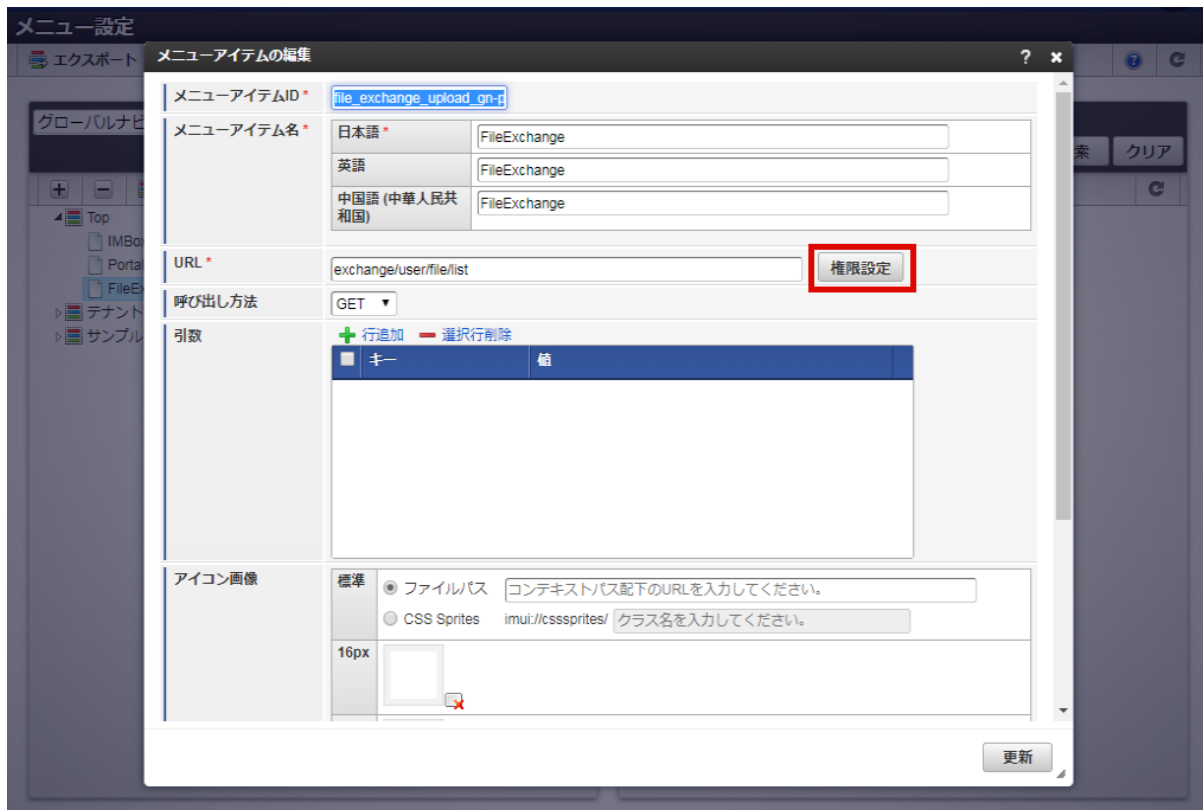 メニュー設定
エクスポート
メニューアイテムの編集
?
グローバルナビ
索
クリア
Top
IMBox
Portal
FileEx
テナント
サンプル
メニューアイテムID *
file_exchange_upload_gn-p
メニューアイテム名 *
日本語 *
FileExchange
英語
FileExchange
中国語 (中華人民共
和国)
FileExchange
URL *
exchange/user/file/list
権限設定
呼び出し方法
GET
引数
行追加
選択行削除
キー
値
アイコン画像
標準
ファイルパス
コンテキストパス配下のURLを入力してください。
CSS Sprites
imui://csssprites/
クラス名を入力してください。
16px
更新